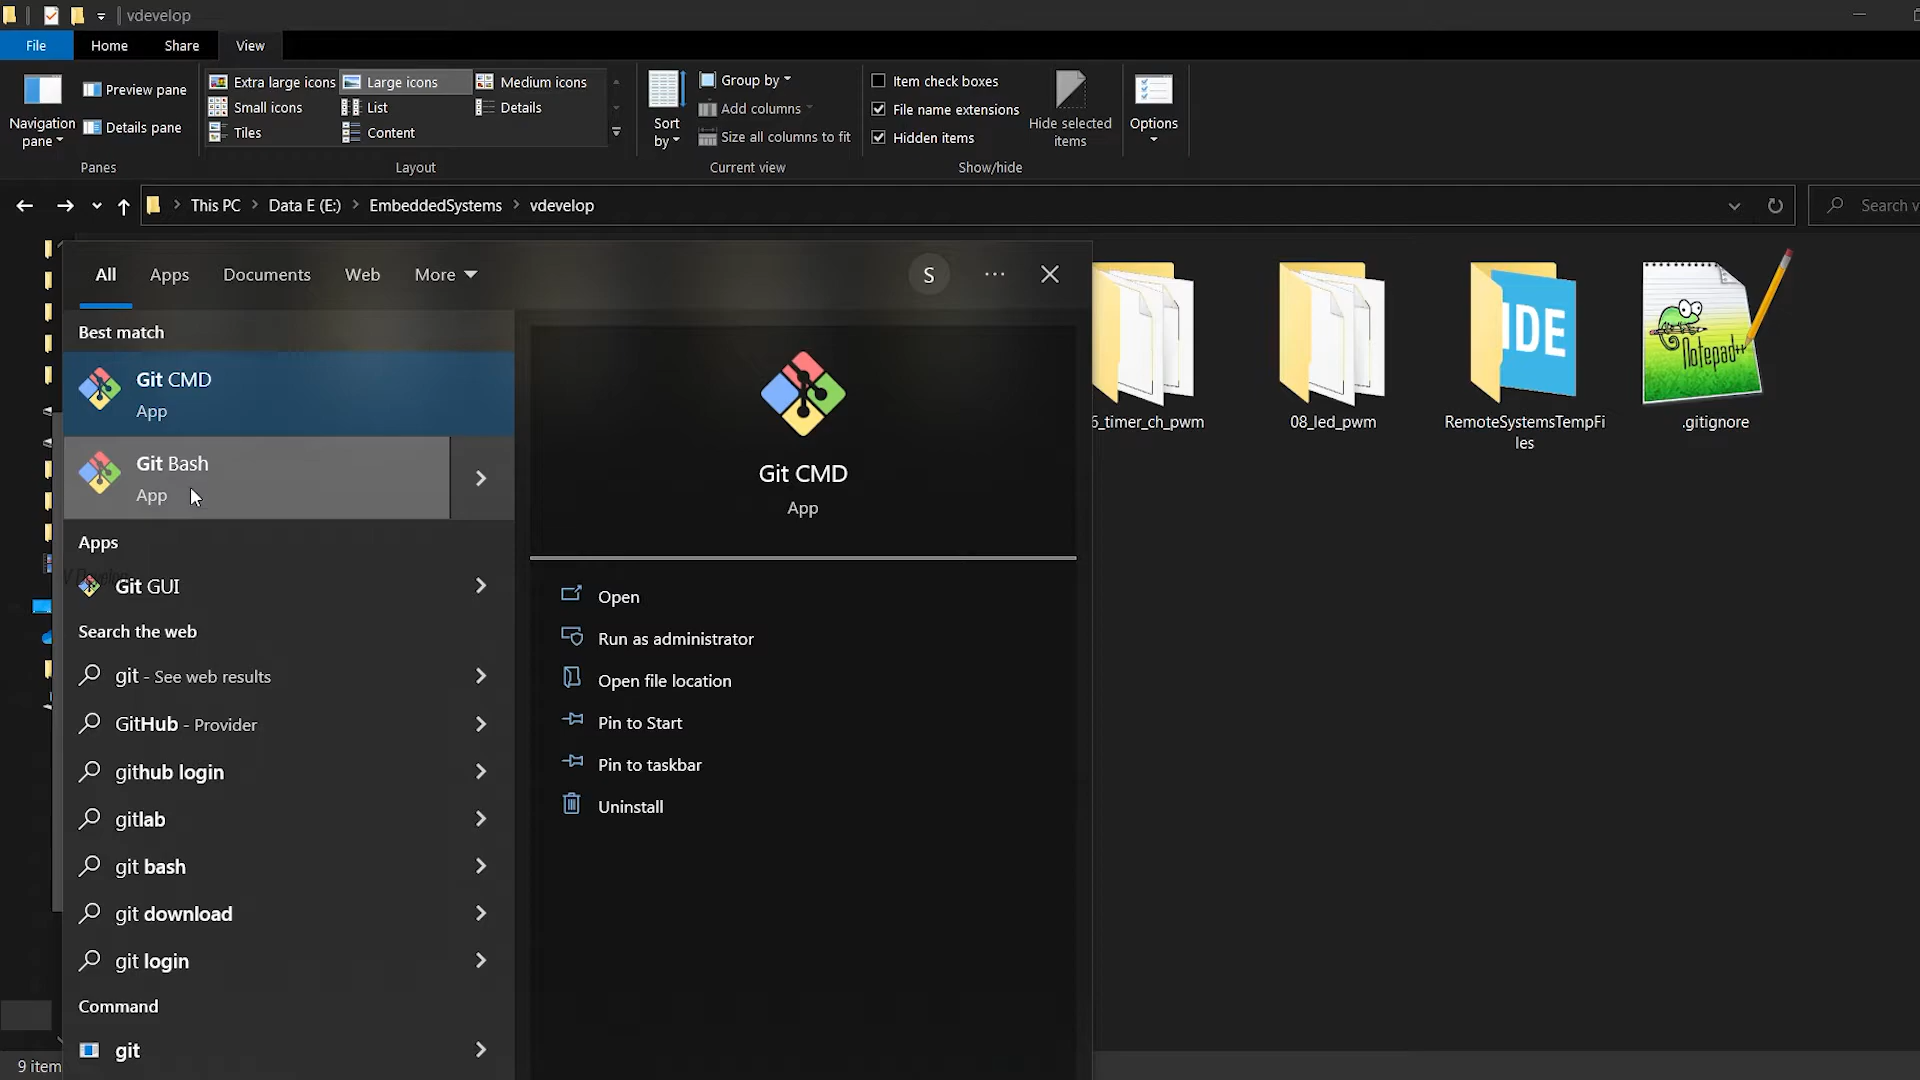 vdevelop
File Home Share View
Navigation pane
Preview pane
Details pane
Panes
Extra large icons
Large icons
Medium icons
Small icons
List
Details
Tiles
Content
Layout
Sort by
Group by
Add columns
Size all columns to fit
Current view
Item check boxes
File name extensions
Hidden items
Hide selected items
Show/hide
Options
This PC > Data E (E:) > EmbeddedSystems > vdevelop
Search v
All Apps Documents Web More
S
Best match
Git CMD
App
Git Bash
App
Apps
Git GUI
Search the web
git - See web results
GitHub - Provider
github login
gitlab
git bash
git download
git login
Command
git
Git CMD
App
Open
Run as administrator
Open file location
Pin to Start
Pin to taskbar
Uninstall
IDE
Notepad++
6_timer_ch_pwm
08_led_pwm
RemoteSystemsTempFi
les
.gitignore
9 item